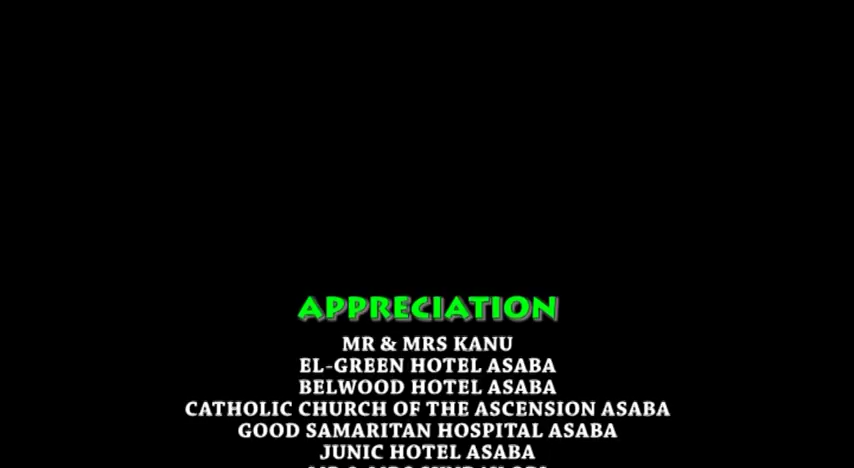 APPRECIATION
MR & MRS KANU
EL-GREEN HOTEL ASABA
BELWOOD HOTEL ASABA
CATHOLIC CHURCH OF THE ASCENSION ASABA
GOOD SAMARITAN HOSPITAL ASABA
JUNIC HOTEL ASABA